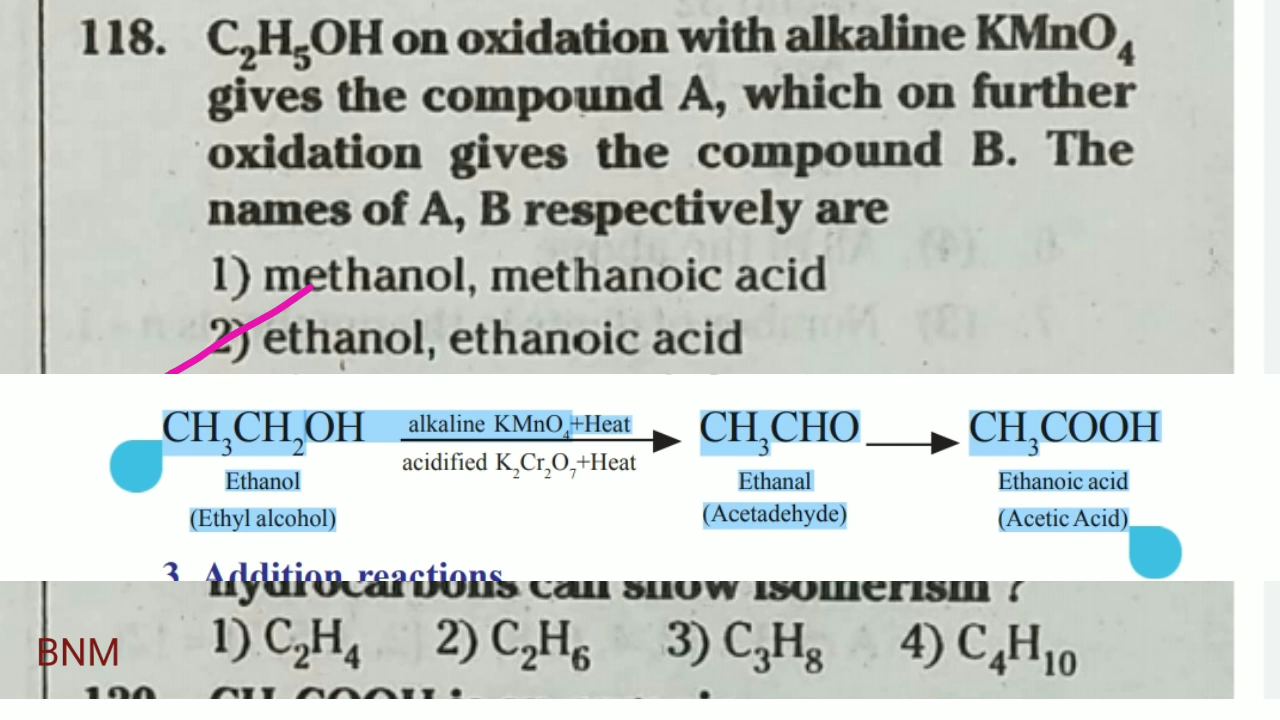 118. C₂H₅OH on oxidation with alkaline KMnO₄
gives the compound A, which on further
oxidation gives the compound B. The
names of A, B respectively are
1) methanol, methanoic acid
2) ethanol, ethanoic acid
CH₃CH₂OH alkaline KMnO₄+Heat CH₃CHO CH₃COOH
acidified K₂Cr₂O₇+Heat
Ethanol Ethanal Ethanoic acid
(Ethyl alcohol) (Acetadehyde) (Acetic Acid)
3. Addition reactions
hydrocarbons can show isomerism ?
1) C₂H₄ 2) C₂H₆ 3) C₃H₈ 4) C₄H₁₀
BNM